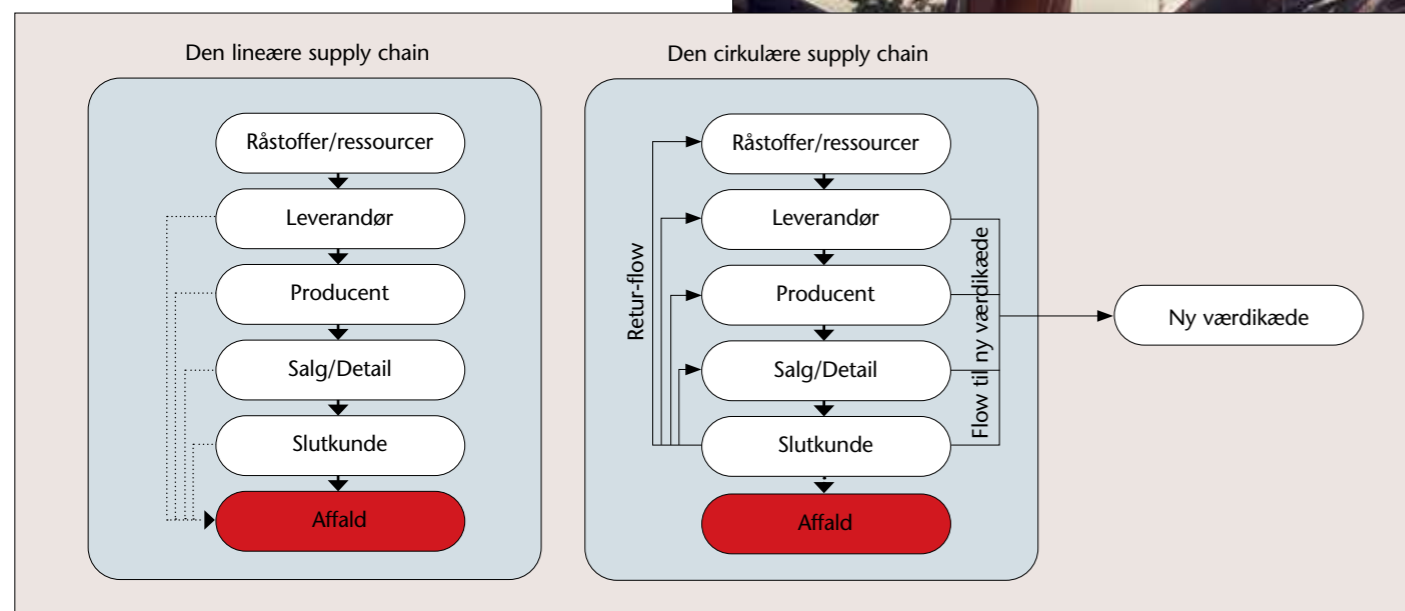 Den lineære supply chain
Råstoffer/ressourcer
Leverandør
Producent
Salg/Detail
Slutkunde
Affald
Den cirkulære supply chain
Retur-flow
Råstoffer/ressourcer
Leverandør
Producent
Salg/Detail
Slutkunde
Affald
Flow til ny værdikæde
Ny værdikæde